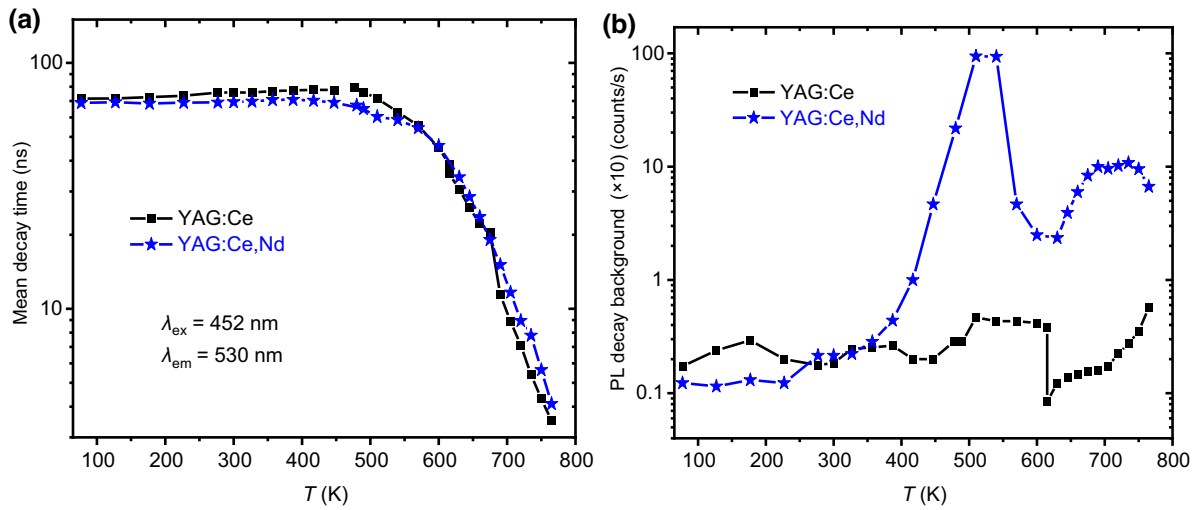 (a)
100
10
Mean decay time (ns)
YAG:Ce
YAG:Ce,Nd
λex = 452 nm
λem = 530 nm
100 200 300 400 500 600 700 800
T (K)
(b)
100
10
1
0.1
PL decay background (×10) (counts/s)
YAG:Ce
YAG:Ce,Nd
100 200 300 400 500 600 700 800
T (K)